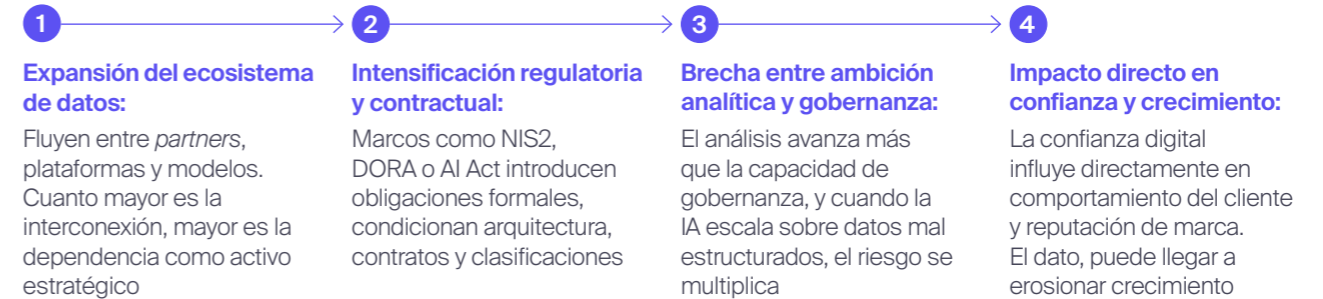 1
Expansión del ecosistema
de datos:
Fluyen entre partners,
plataformas y modelos.
Cuanto mayor es la
interconexión, mayor es la
dependencia como activo
estratégico
2
Intensificación regulatoria
y contractual:
Marcos como NIS2,
DORA o AI Act introducen
obligaciones formales,
condicionan arquitectura,
contratos y clasificaciones
3
Brecha entre ambición
analítica y gobernanza:
El análisis avanza más
que la capacidad de
gobernanza, y cuando la
IA escala sobre datos mal
estructurados, el riesgo se
multiplica
4
Impacto directo en
confianza y crecimiento:
La confianza digital
influye directamente en
comportamiento del cliente
y reputación de marca.
El dato, puede llegar a
erosionar crecimiento